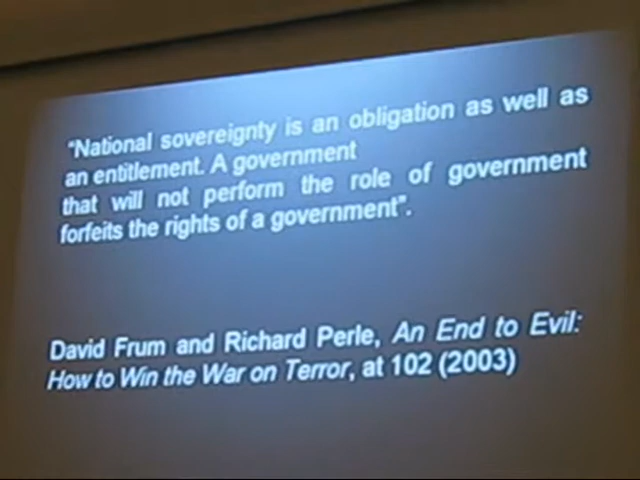 "National sovereignty is an obligation as well as
an entitlement. A government
that will not perform the role of government
forfeits the rights of a government".
David Frum and Richard Perle, An End to Evil:
How to Win the War on Terror, at 102 (2003)